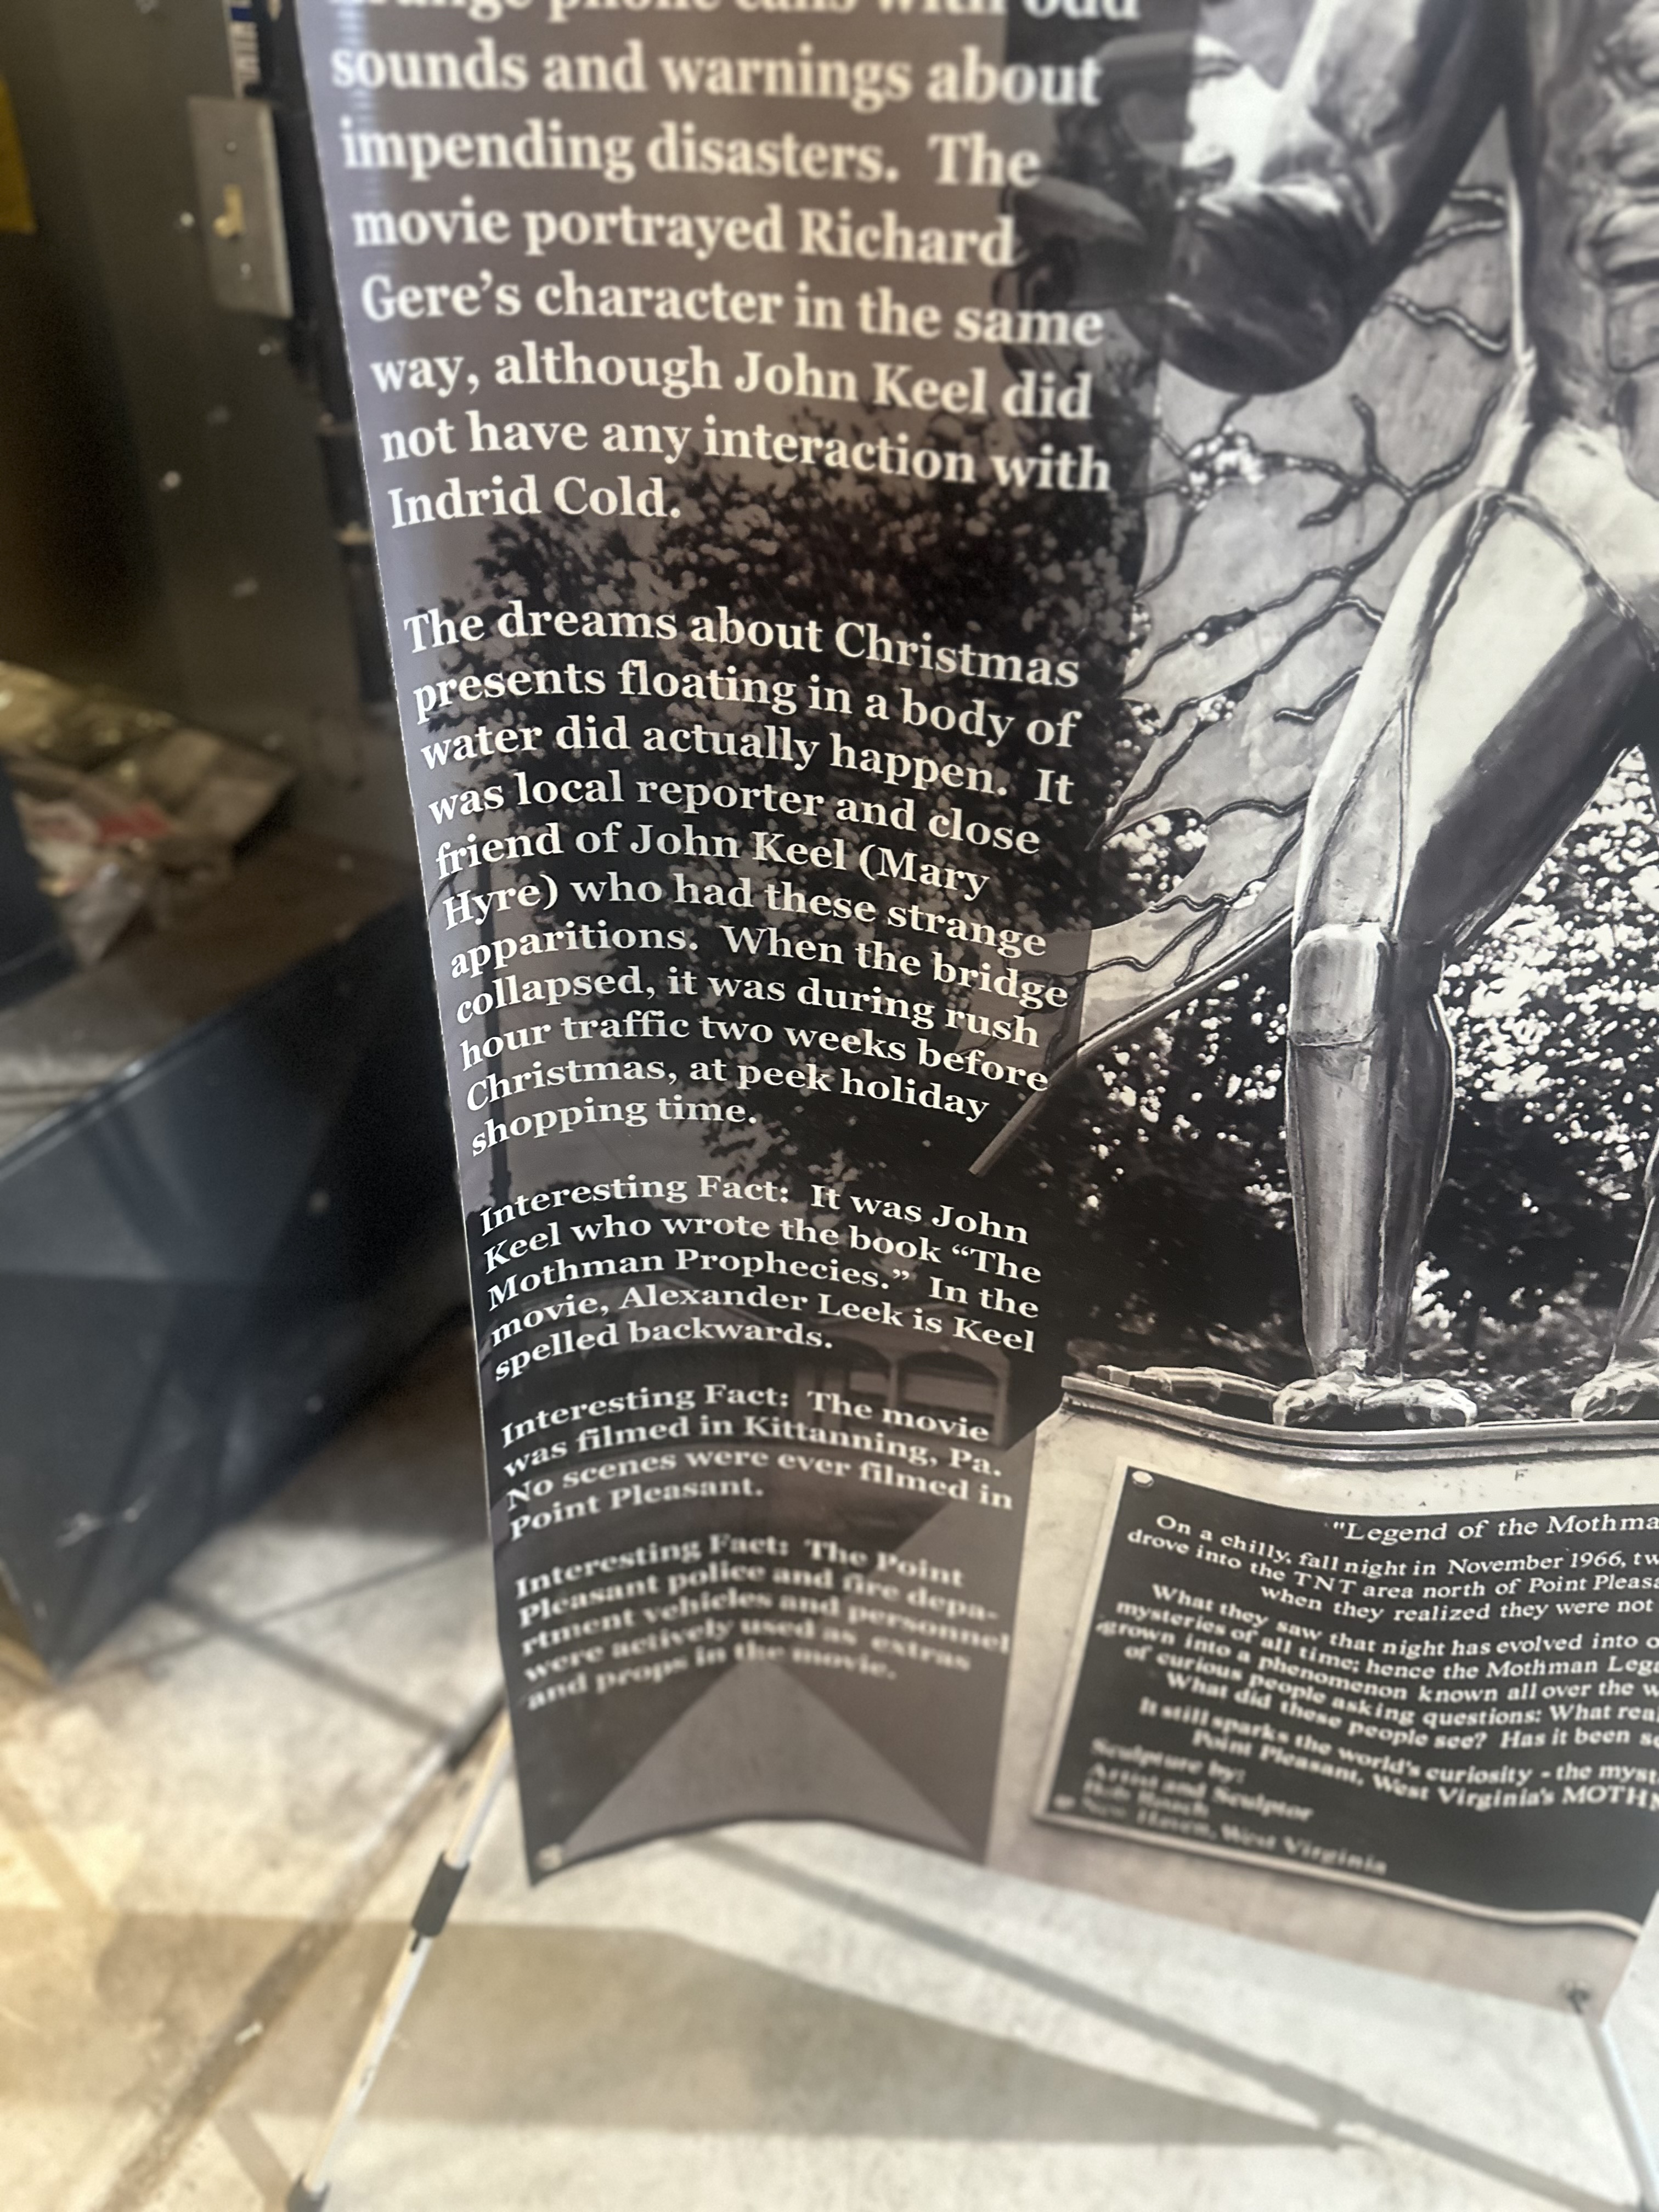 phone calls with odd
sounds and warnings about
impending disasters. The
movie portrayed Richard
Gere’s character in the same
way, although John Keel did
not have any interaction with
Indrid Cold.
The dreams about Christmas
presents floating in a body of
water did actually happen. It
was local reporter and close
friend of John Keel (Mary
Hyre) who had these strange
apparitions. When the bridge
collapsed, it was during rush
hour traffic two weeks before
Christmas, at peek holiday
shopping time.
Interesting Fact: It was John
Keel who wrote the book “The
Mothman Prophecies.” In the
movie, Alexander Leek is Keel
spelled backwards.
Interesting Fact: The movie
was filmed in Kittanning, Pa.
No scenes were ever filmed in
Point Pleasant.
Interesting Fact: The Point
Pleasant police and fire depa-
rtment vehicles and personnel
were actively used as extras
and props in the movie.
"Legend of the Mothma
On a chilly, fall night in November 1966, tw
drove into the TNT area north of Point Pleasa
when they realized they were not
What they saw that night has evolved into o
mysteries of all time; hence the Mothman Lega
grown into a phenomenon known all over the w
of curious people asking questions: What real
What did these people see? Has it been se
It still sparks the world's curiosity - the myst
Point Pleasant, West Virginia's MOTHM
Sculpture by:
Artist and Sculptor
Bob Roach
New Haven, West Virginia